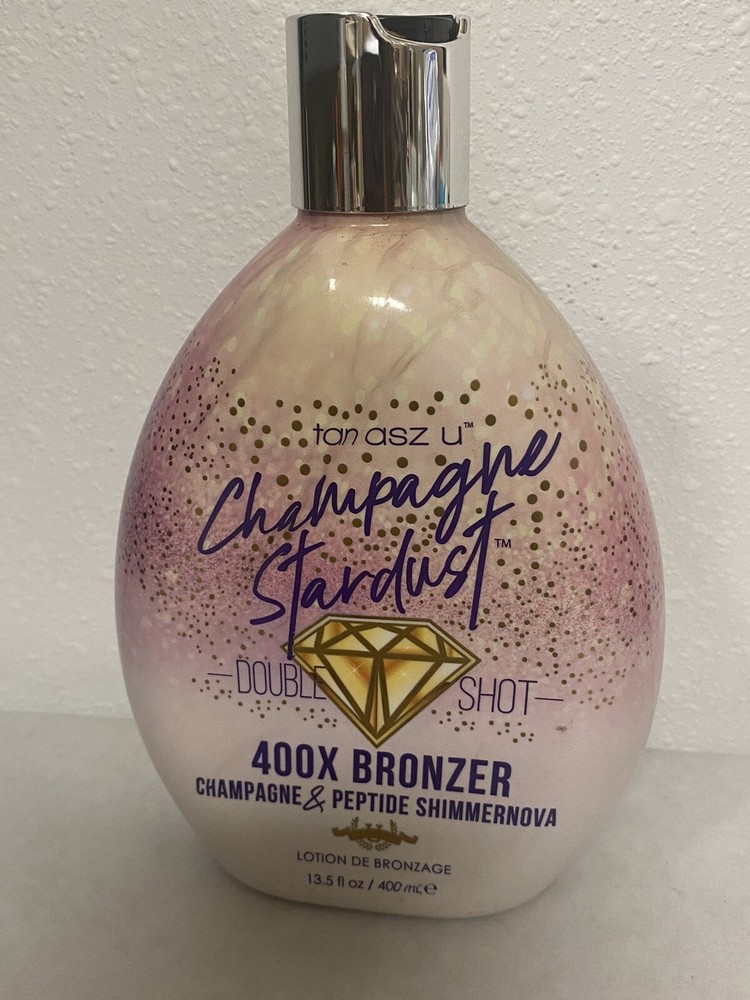 tan asz u™
Champagne
Stardust™
DOUBLE SHOT
400X BRONZER
CHAMPAGNE & PEPTIDE SHIMMERNOVA
LOTION DE BRONZAGE
13.5 fl oz / 400 mL ℮